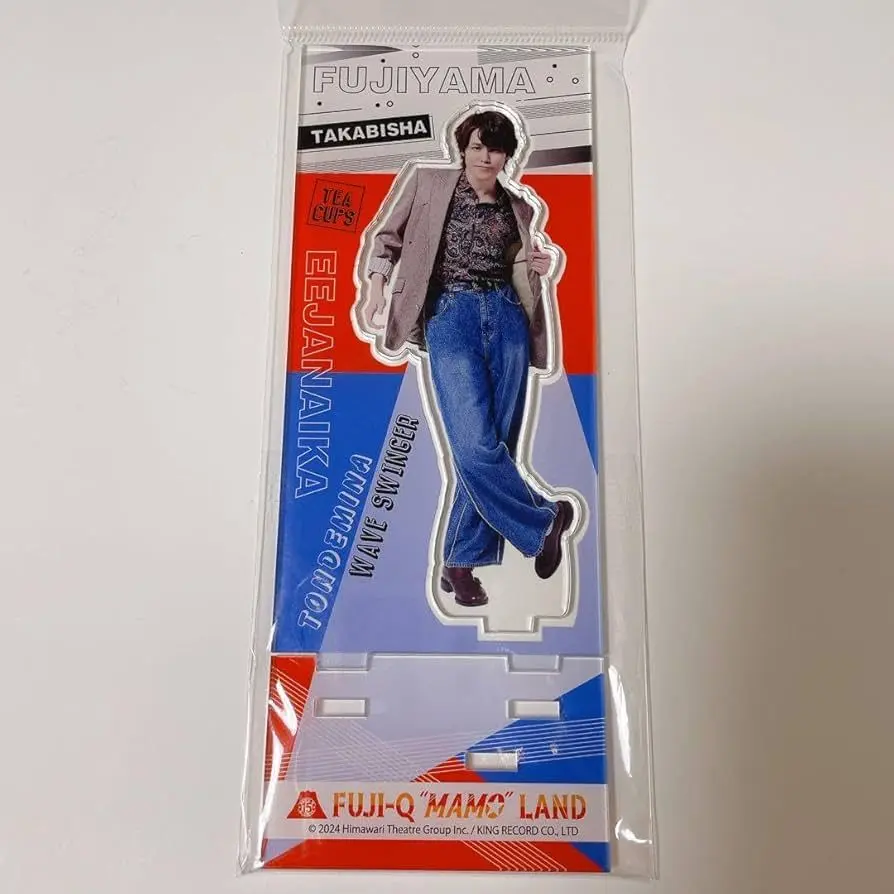 FUJIYAMA
TAKABISHA
TEA
CUPS
EEJANAIKA
TONDEMINA
WAVE SWINGER
FUJI-Q "MAMO" LAND
© 2024 Himawari Theatre Group Inc. / KING RECORD CO., LTD